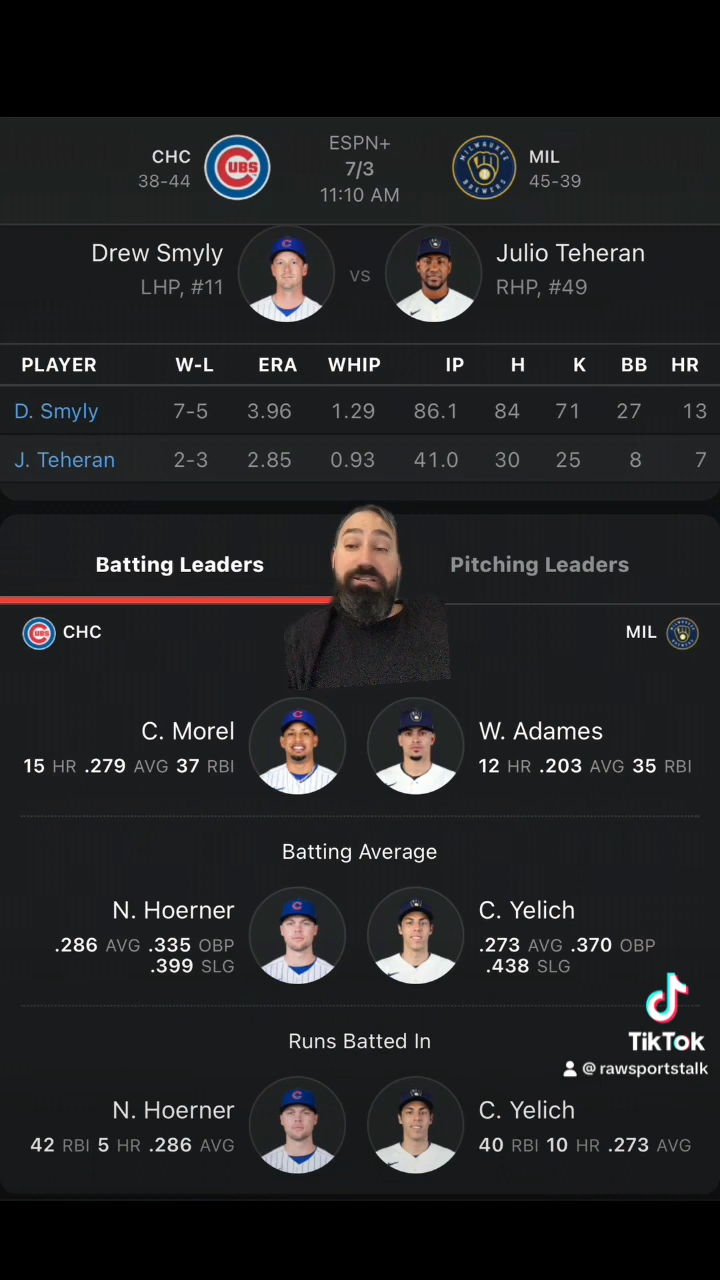 ESPN+
CHC
38-44
CUBS
7/3
11:10 AM
MILWAUKEE BREWERS
MIL
45-39
Drew Smyly
LHP, #11
vs
Julio Teheran
RHP, #49
PLAYER W-L ERA WHIP IP H K BB HR
D. Smyly 7-5 3.96 1.29 86.1 84 71 27 13
J. Teheran 2-3 2.85 0.93 41.0 30 25 8 7
Batting Leaders
Pitching Leaders
CUBS
CHC
MIL
C. Morel
15 HR .279 AVG 37 RBI
W. Adames
12 HR .203 AVG 35 RBI
Batting Average
N. Hoerner
.286 AVG .335 OBP
.399 SLG
C. Yelich
.273 AVG .370 OBP
.438 SLG
TikTok
@rawsportstalk
Runs Batted In
N. Hoerner
42 RBI 5 HR .286 AVG
C. Yelich
40 RBI 10 HR .273 AVG